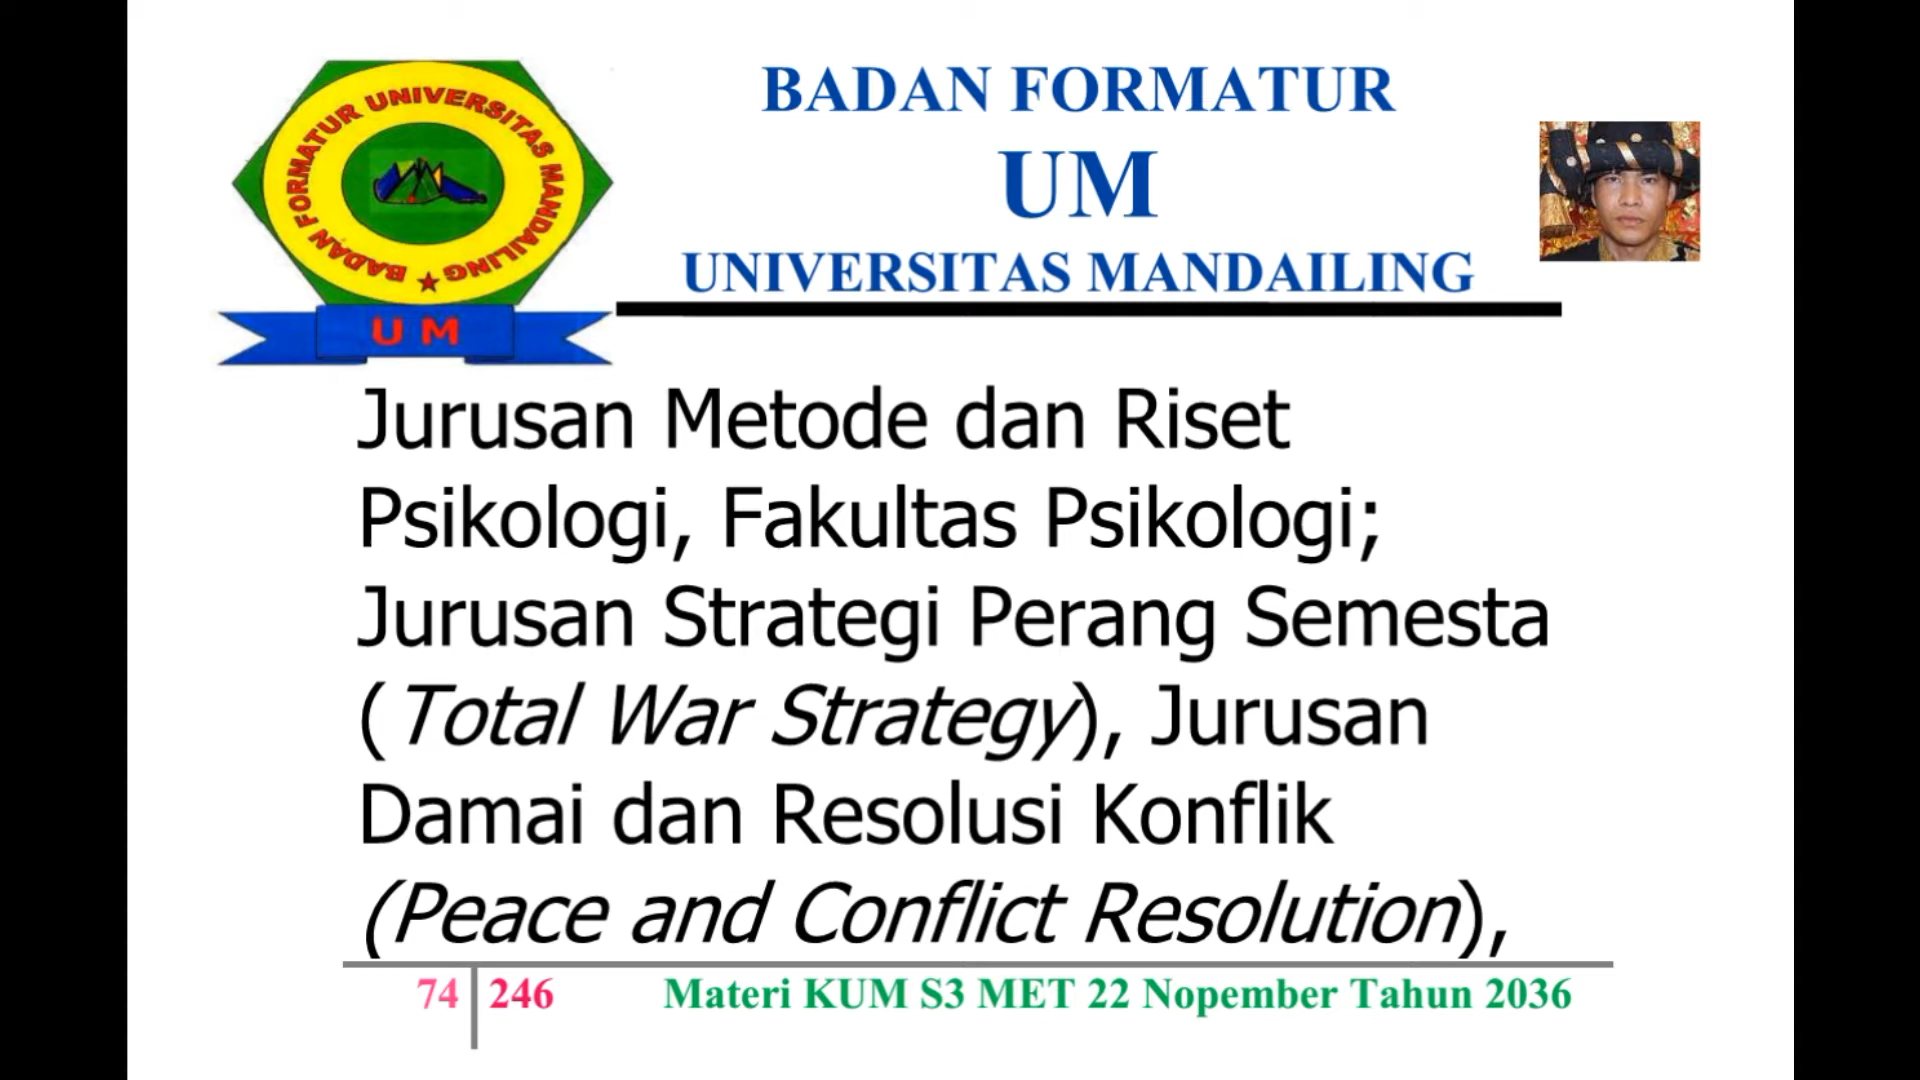 BADAN FORMATUR UNIVERSITAS MANDAILING
U M
BADAN FORMATUR
UM
UNIVERSITAS MANDAILING
Jurusan Metode dan Riset
Psikologi, Fakultas Psikologi;
Jurusan Strategi Perang Semesta
(Total War Strategy), Jurusan
Damai dan Resolusi Konflik
(Peace and Conflict Resolution),
74 246 Materi KUM S3 MET 22 Nopember Tahun 2036